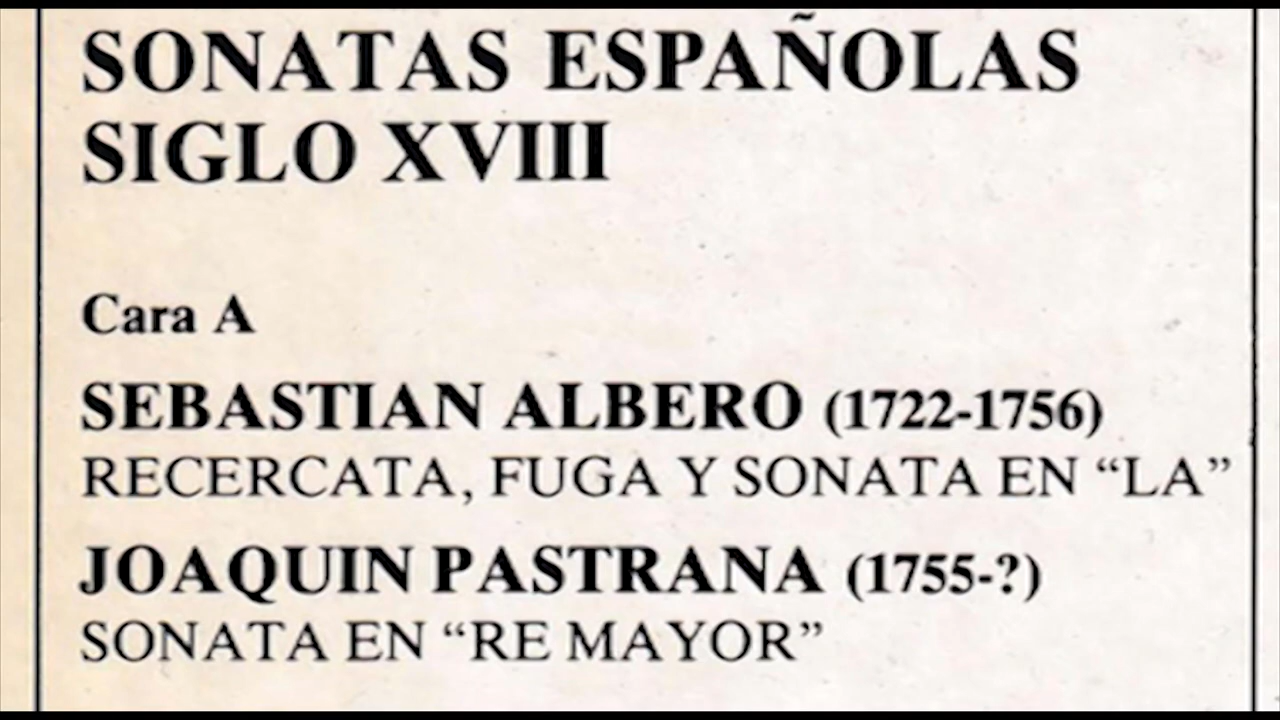 SONATAS ESPAÑOLAS
SIGLO XVIII
Cara A
SEBASTIAN ALBERO (1722-1756)
RECERCATA, FUGA Y SONATA EN “LA”
JOAQUIN PASTRANA (1755-?)
SONATA EN “RE MAYOR”